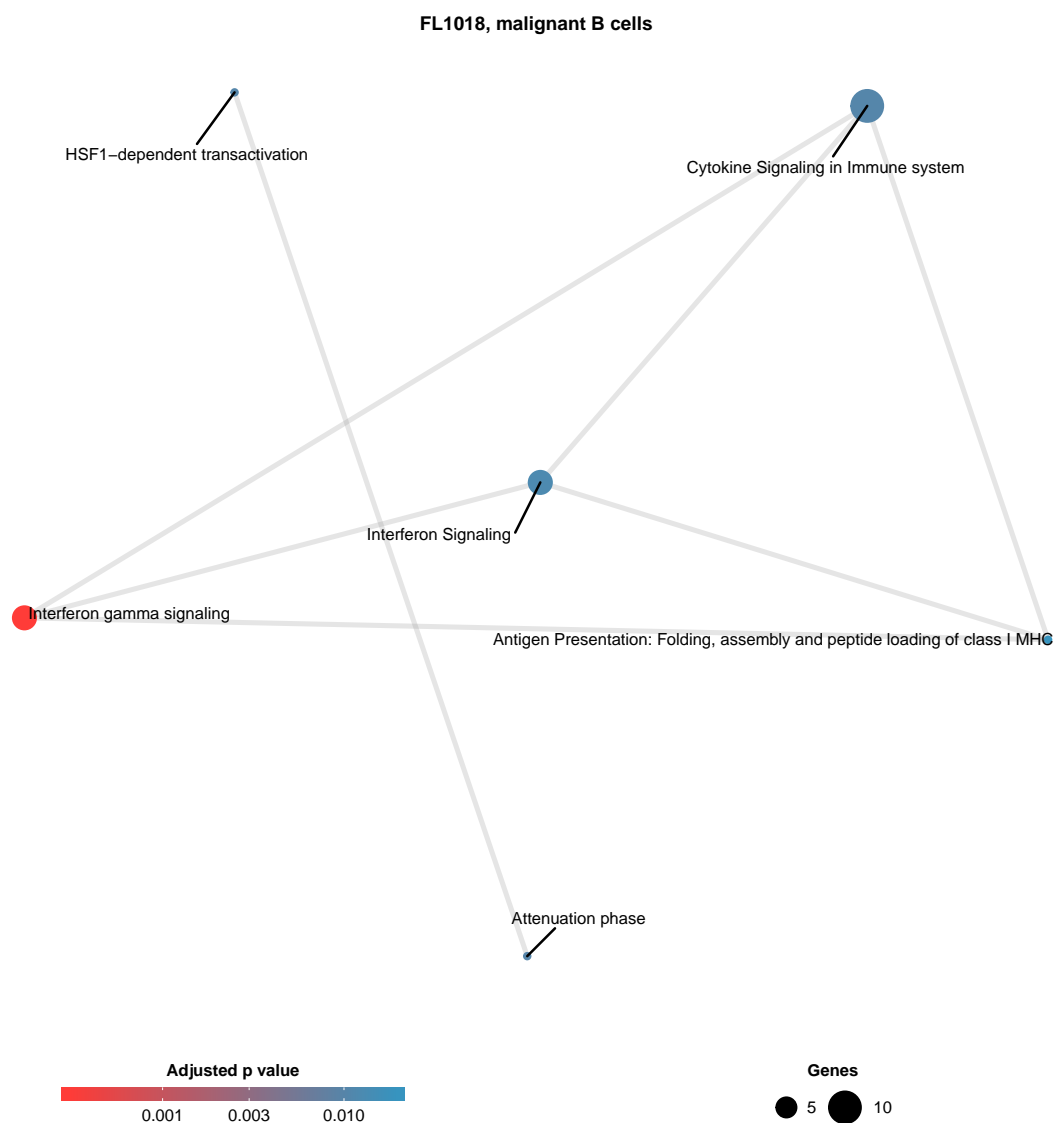 FL1018, malignant B cells
HSF1−dependent transactivation
Cytokine Signaling in Immune system
Interferon Signaling
Interferon gamma signaling
Antigen Presentation: Folding, assembly and peptide loading of class I MHC
Attenuation phase
Adjusted p value
0.001 0.003 0.010
Genes
5 10